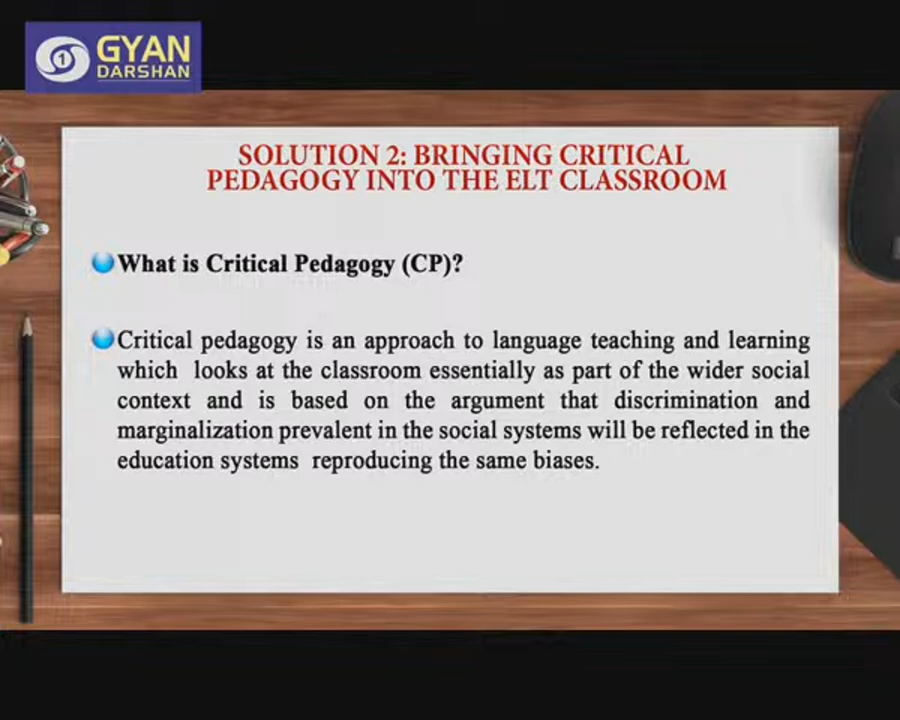 1 GYAN
DARSHAN
SOLUTION 2: BRINGING CRITICAL
PEDAGOGY INTO THE ELT CLASSROOM
What is Critical Pedagogy (CP)?
Critical pedagogy is an approach to language teaching and learning
which looks at the classroom essentially as part of the wider social
context and is based on the argument that discrimination and
marginalization prevalent in the social systems will be reflected in the
education systems reproducing the same biases.